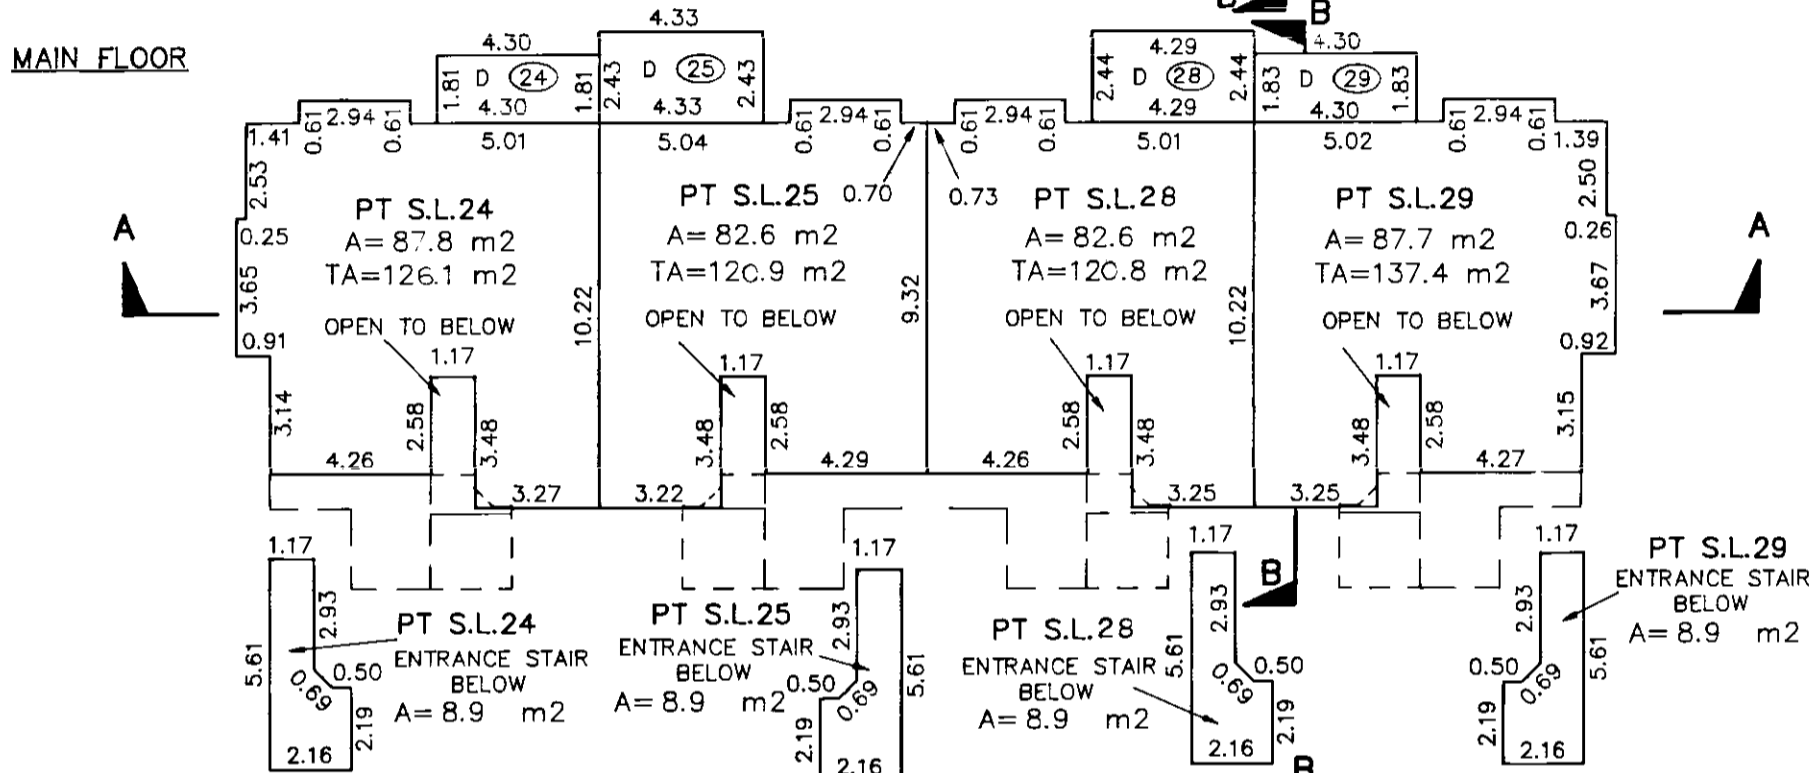 MAIN FLOOR
B
4.33
4.30
4.29
4.30
D 24
D 25
D 28
D 29
1.81
1.81
2.43
2.43
2.44
2.44
1.83
1.83
4.30
4.33
4.29
4.30
1.41
0.61
2.94
0.61
5.01
5.04
0.61
2.94
0.61
0.61
2.94
0.61
5.01
5.02
0.61
2.94
0.61
1.39
2.53
2.50
0.70
0.73
PT S.L.24
A= 87.8 m2
TA=126.1 m2
OPEN TO BELOW
PT S.L.25
A= 82.6 m2
TA=120.9 m2
OPEN TO BELOW
PT S.L.28
A= 82.6 m2
TA=120.8 m2
OPEN TO BELOW
PT S.L.29
A= 87.7 m2
TA=137.4 m2
OPEN TO BELOW
A
A
0.25
0.26
3.65
3.67
0.91
0.92
10.22
9.32
10.22
1.17
1.17
1.17
1.17
3.14
2.58
3.48
3.48
2.58
2.58
3.48
3.48
2.58
3.15
4.26
4.29
4.26
4.27
3.27
3.22
3.25
3.25
1.17
2.93
5.61
0.50
0.69
2.19
2.16
PT S.L.24
ENTRANCE STAIR
BELOW
A= 8.9 m2
PT S.L.25
ENTRANCE STAIR
BELOW
A= 8.9 m2
1.17
2.93
5.61
0.50
0.69
2.19
2.16
PT S.L.28
ENTRANCE STAIR
BELOW
A= 8.9 m2
1.17
2.93
5.61
0.50
0.69
2.19
2.16
B
B
1.17
2.93
5.61
0.50
0.69
2.19
2.16
PT S.L.29
ENTRANCE STAIR
BELOW
A= 8.9 m2